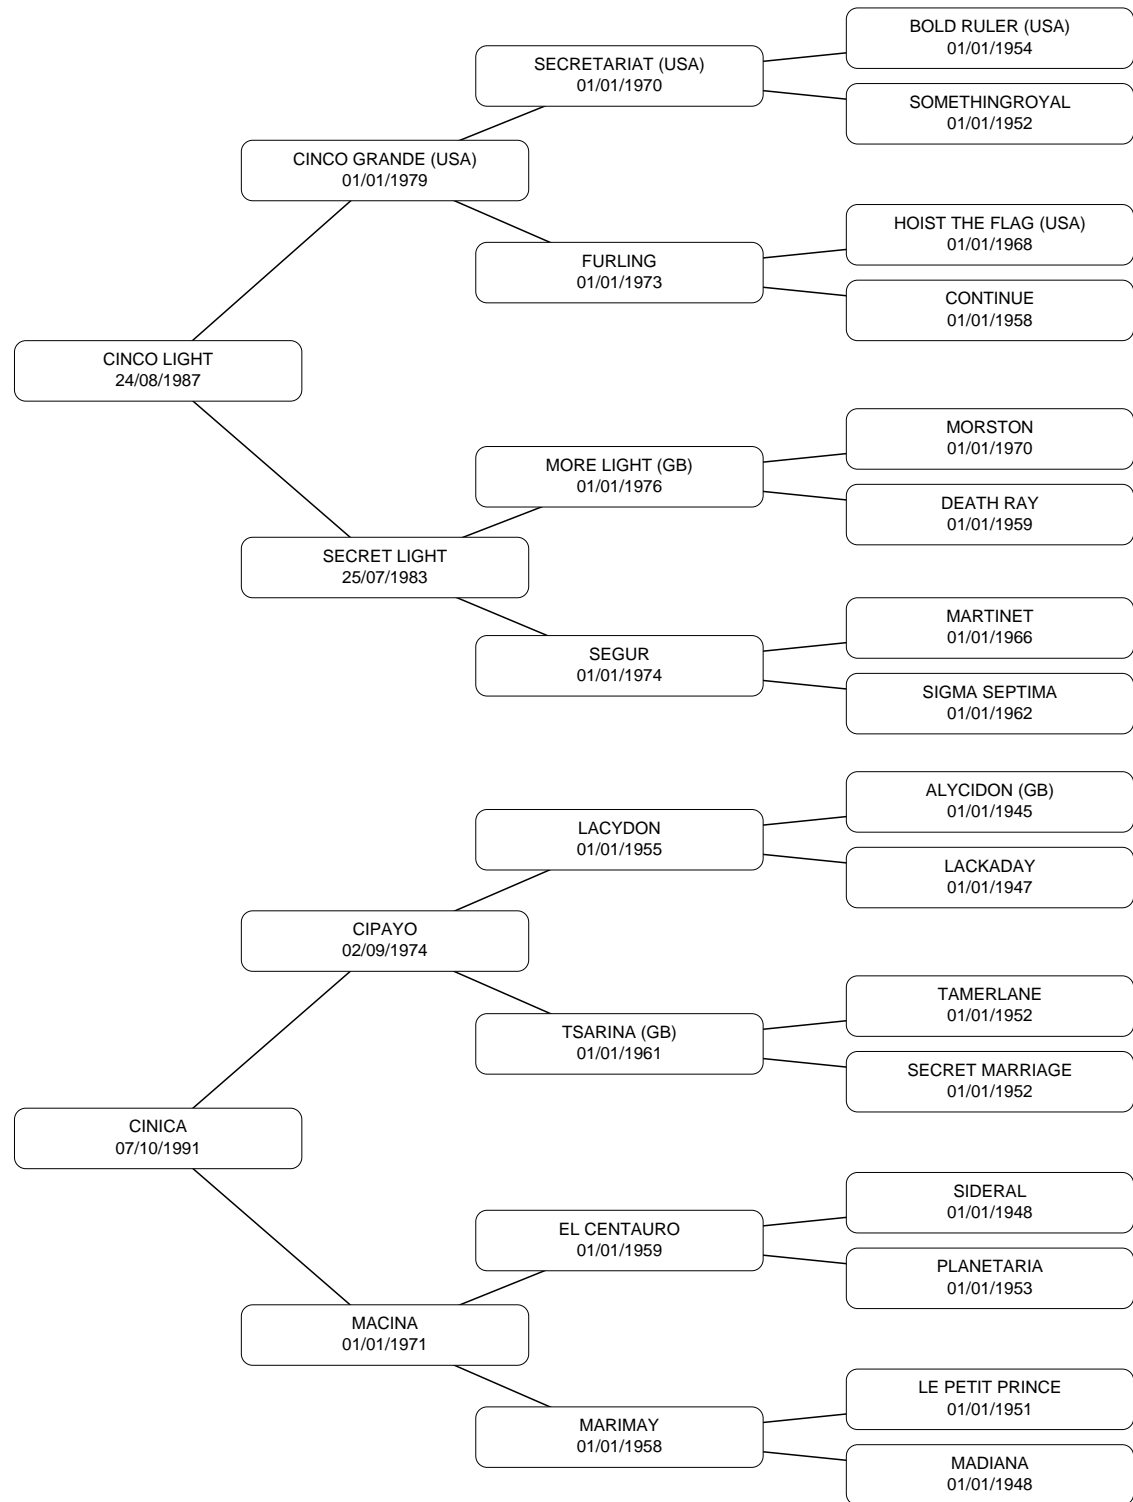 BOLD RULER (USA)
01/01/1954
SECRETARIAT (USA)
01/01/1970
SOMETHINGROYAL
01/01/1952
CINCO GRANDE (USA)
01/01/1979
HOIST THE FLAG (USA)
01/01/1968
FURLING
01/01/1973
CONTINUE
01/01/1958
CINCO LIGHT
24/08/1987
MORSTON
01/01/1970
MORE LIGHT (GB)
01/01/1976
DEATH RAY
01/01/1959
SECRET LIGHT
25/07/1983
MARTINET
01/01/1966
SEGUR
01/01/1974
SIGMA SEPTIMA
01/01/1962
ALYCIDON (GB)
01/01/1945
LACYDON
01/01/1955
LACKADAY
01/01/1947
CIPAYO
02/09/1974
TAMERLANE
01/01/1952
TSARINA (GB)
01/01/1961
SECRET MARRIAGE
01/01/1952
CINICA
07/10/1991
SIDERAL
01/01/1948
EL CENTAURO
01/01/1959
PLANETARIA
01/01/1953
MACINA
01/01/1971
LE PETIT PRINCE
01/01/1951
MARIMAY
01/01/1958
MADIANA
01/01/1948